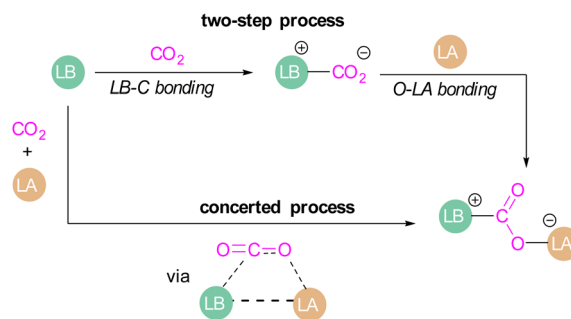 two-step process
LB
CO₂
LB-C bonding
⊕ ⊖
LB—CO₂
LA
O-LA bonding
CO₂
+
LA
concerted process
O=C=O
via
LB
LA
O
⊕ ⊖
LB—C
O—LA